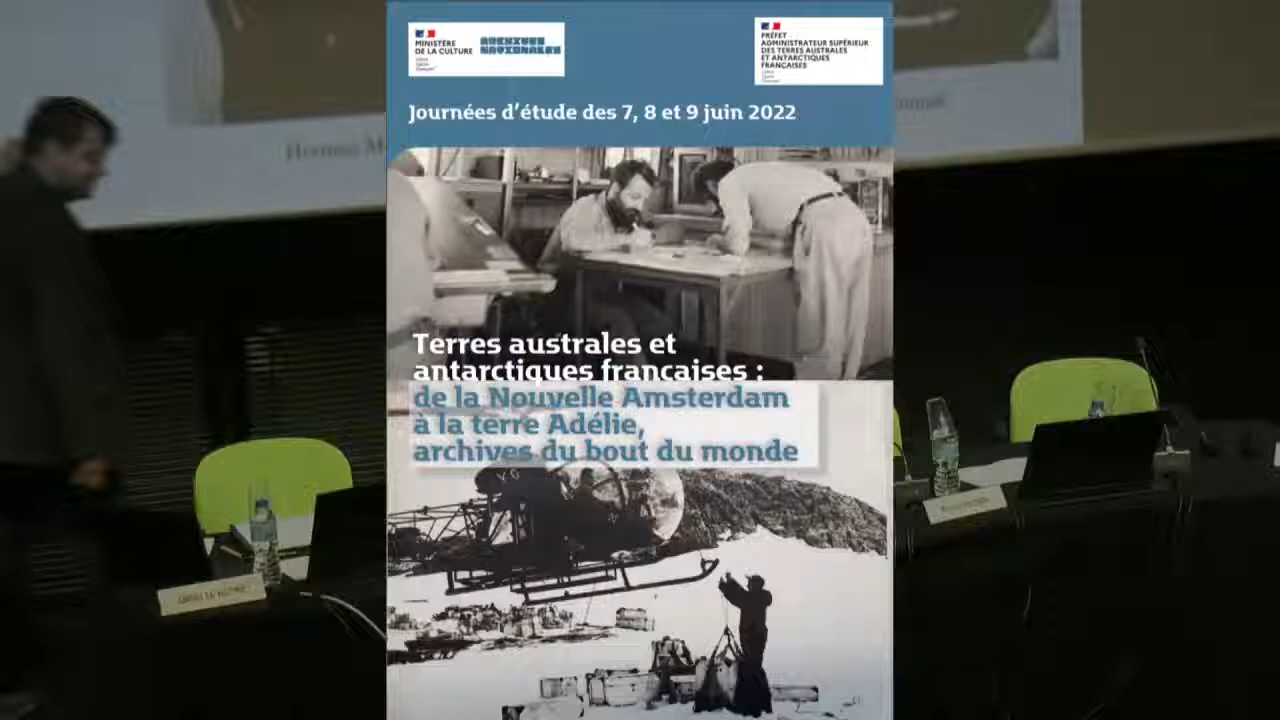 MINISTÈRE
DE LA CULTURE
ARCHIVES
NATIONALES
PRÉFET
ADMINISTRATEUR SUPÉRIEUR
DES TERRES AUSTRALES
ET ANTARCTIQUES
FRANÇAISES
Journées d'étude des 7, 8 et 9 juin 2022
Terres australes et
antarctiques françaises :
de la Nouvelle Amsterdam
à la terre Adélie,
archives du bout du monde